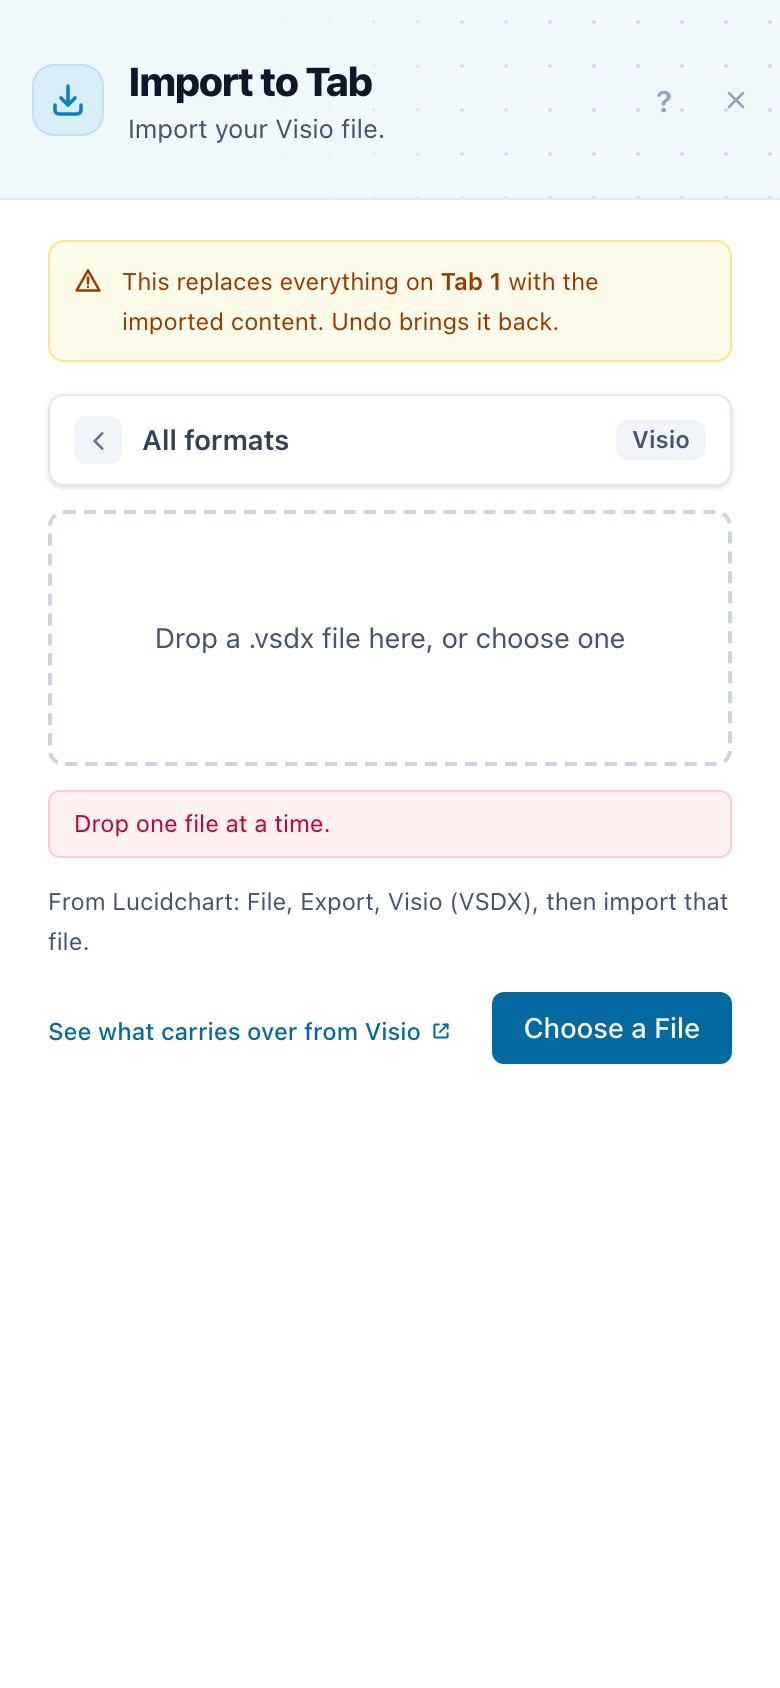 Import to Tab
Import your Visio file.
?
This replaces everything on Tab 1 with the
imported content. Undo brings it back.
All formats
Visio
Drop a .vsdx file here, or choose one
Drop one file at a time.
From Lucidchart: File, Export, Visio (VSDX), then import that
file.
See what carries over from Visio
Choose a File